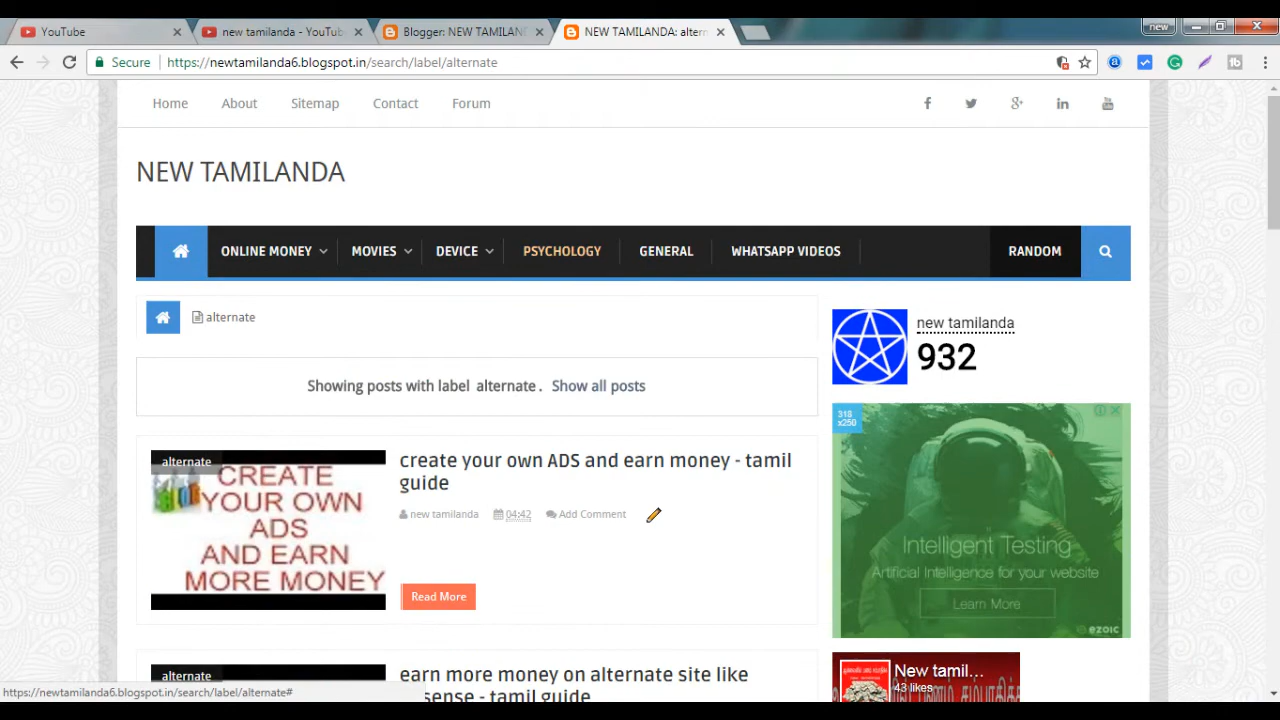 YouTube
new tamilanda - YouTub
Blogger: NEW TAMILAN
NEW TAMILANDA: altern
new
Secure
https://newtamilanda6.blogspot.in/search/label/alternate
Home
About
Sitemap
Contact
Forum
NEW TAMILANDA
ONLINE MONEY
MOVIES
DEVICE
PSYCHOLOGY
GENERAL
WHATSAPP VIDEOS
RANDOM
alternate
Showing posts with label alternate. Show all posts
new tamilanda
932
318
x250
Intelligent Testing
Artificial Intelligence for your website
Learn More
ezoic
alternate
CREATE
YOUR OWN
ADS
AND EARN
MORE MONEY
create your own ADS and earn money - tamil
guide
new tamilanda
04:42
Add Comment
Read More
alternate
earn more money on alternate site like
sense - tamil guide
New tamil...
43 likes
https://newtamilanda6.blogspot.in/search/label/alternate#